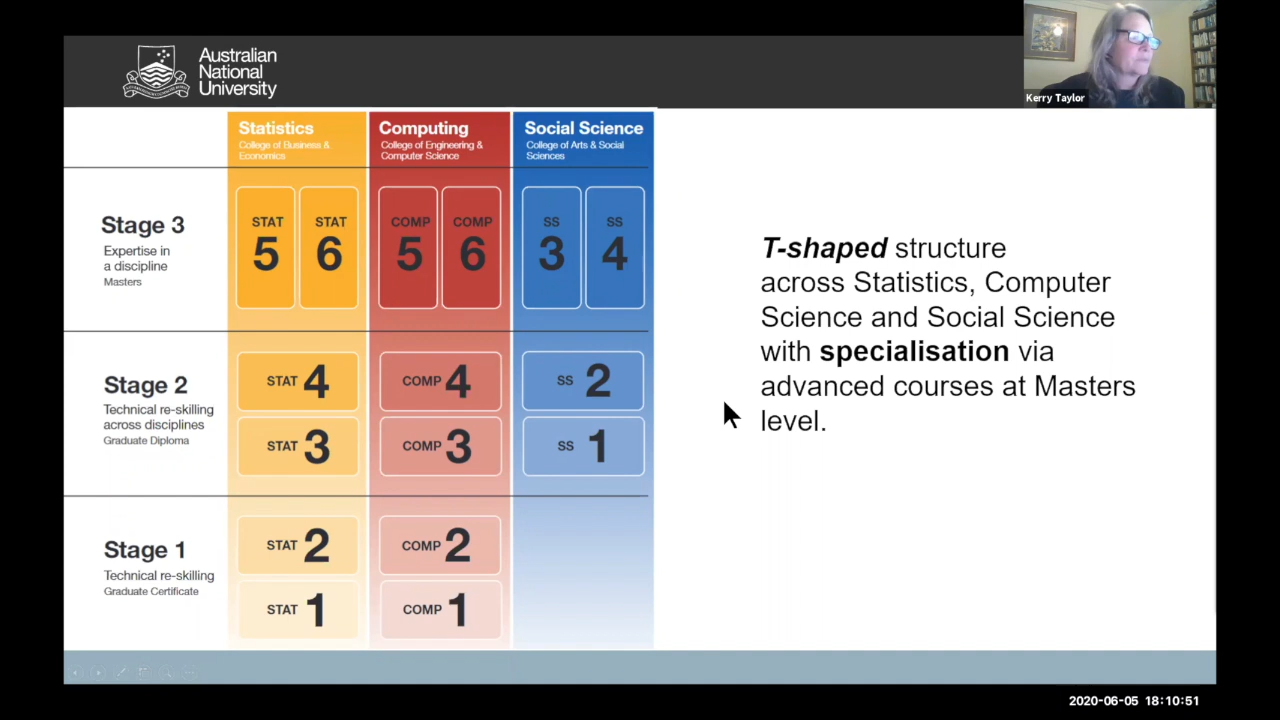 Australian
National
University
Kerry Taylor
Statistics
College of Business &
Economics
Computing
College of Engineering &
Computer Science
Social Science
College of Arts & Social
Sciences
Stage 3
Expertise in
a discipline
Masters
STAT
5
STAT
6
COMP
5
COMP
6
SS
3
SS
4
Stage 2
Technical re-skilling
across disciplines
Graduate Diploma
STAT 4
COMP 4
SS 2
STAT 3
COMP 3
SS 1
Stage 1
Technical re-skilling
Graduate Certificate
STAT 2
COMP 2
STAT 1
COMP 1
T-shaped structure
across Statistics, Computer
Science and Social Science
with specialisation via
advanced courses at Masters
level.
2020-06-05 18:10:51